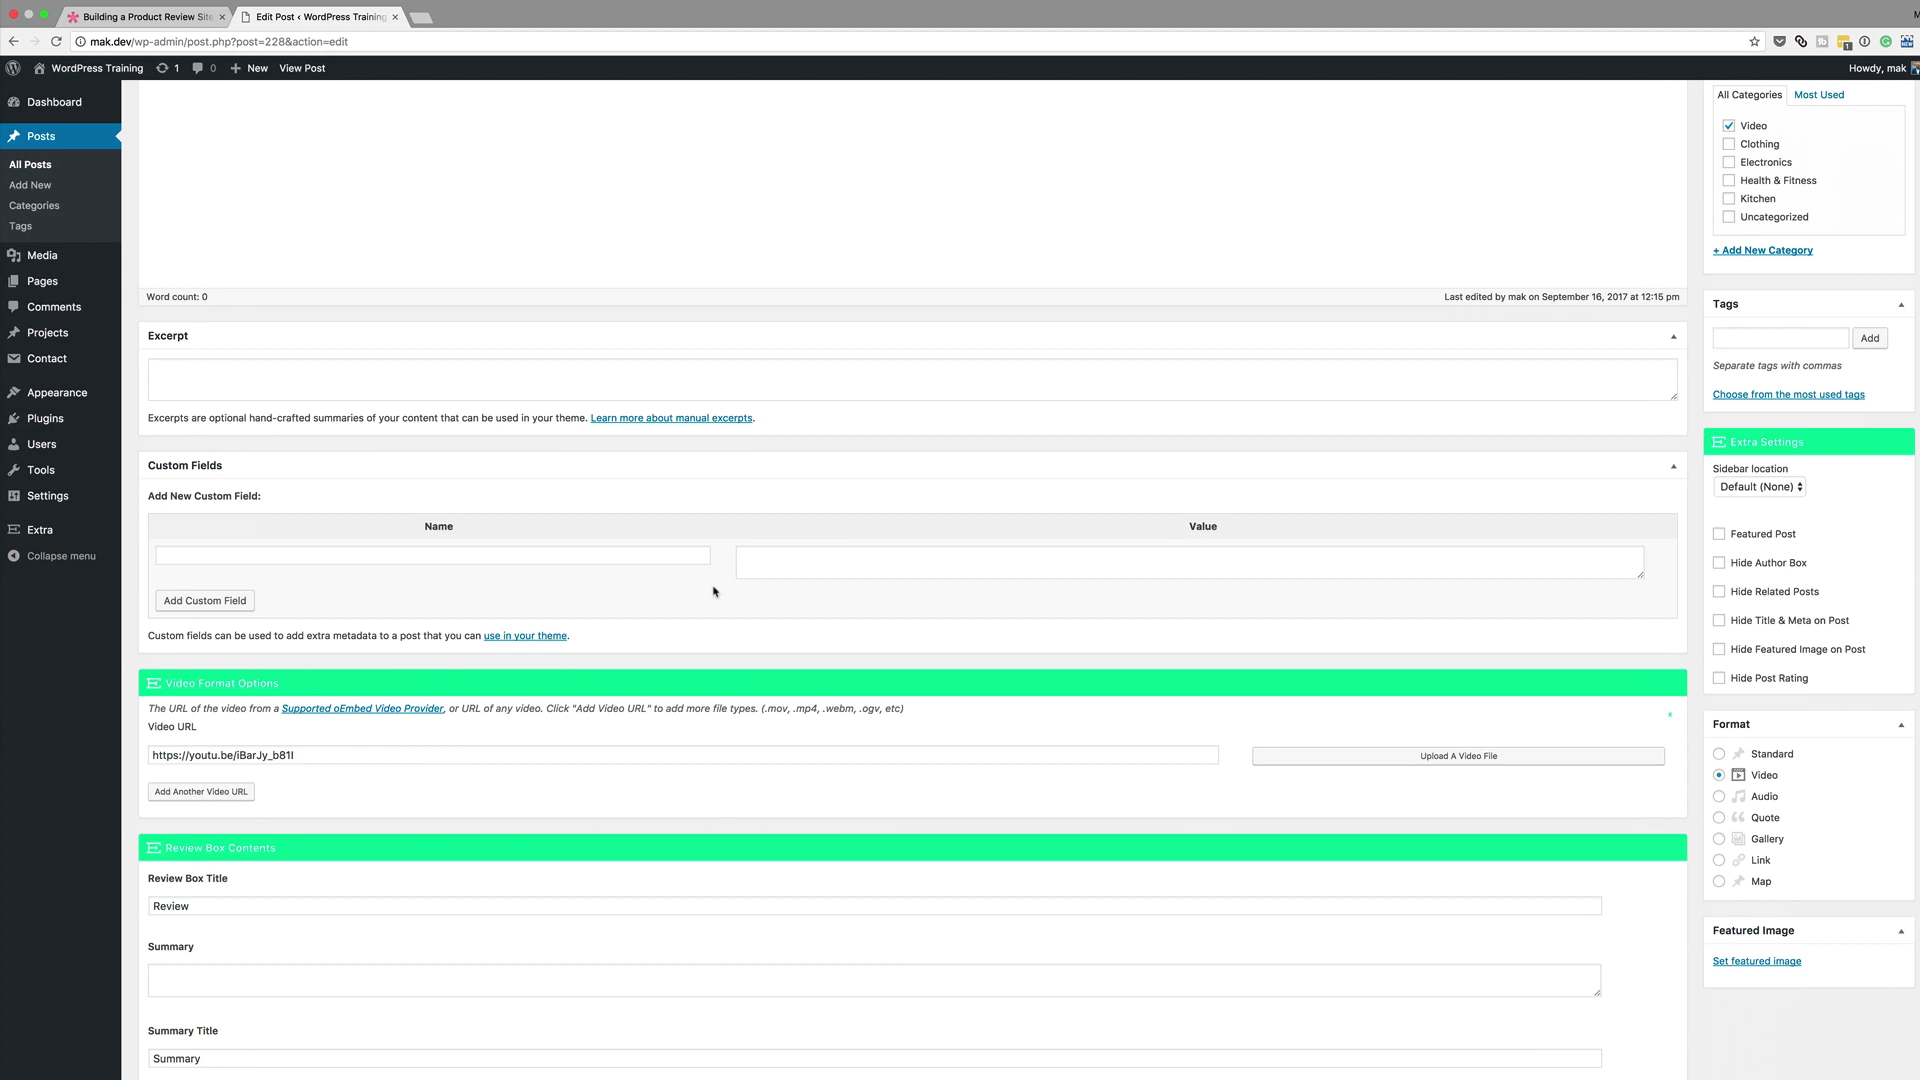 Building a Product Review Site
Edit Post ‹ WordPress Training
mak.dev/wp-admin/post.php?post=228&action=edit
WordPress Training
1
0
New
View Post
Howdy, mak
Dashboard
Posts
All Posts
Add New
Categories
Tags
Media
Pages
Comments
Projects
Contact
Appearance
Plugins
Users
Tools
Settings
Extra
Collapse menu
Word count: 0
Last edited by mak on September 16, 2017 at 12:15 pm
Excerpt
Excerpts are optional hand-crafted summaries of your content that can be used in your theme. Learn more about manual excerpts.
Custom Fields
Add New Custom Field:
Name
Value
Add Custom Field
Custom fields can be used to add extra metadata to a post that you can use in your theme.
Video Format Options
The URL of the video from a Supported oEmbed Video Provider, or URL of any video. Click "Add Video URL" to add more file types. (.mov, .mp4, .webm, .ogv, etc)
x
Video URL
https://youtu.be/iBarJy_b81I
Upload A Video File
Add Another Video URL
Review Box Contents
Review Box Title
Review
Summary
Summary Title
Summary
All Categories
Most Used
Video
Clothing
Electronics
Health & Fitness
Kitchen
Uncategorized
+ Add New Category
Tags
Add
Separate tags with commas
Choose from the most used tags
Extra Settings
Sidebar location
Default (None)
Featured Post
Hide Author Box
Hide Related Posts
Hide Title & Meta on Post
Hide Featured Image on Post
Hide Post Rating
Format
Standard
Video
Audio
Quote
Gallery
Link
Map
Featured Image
Set featured image